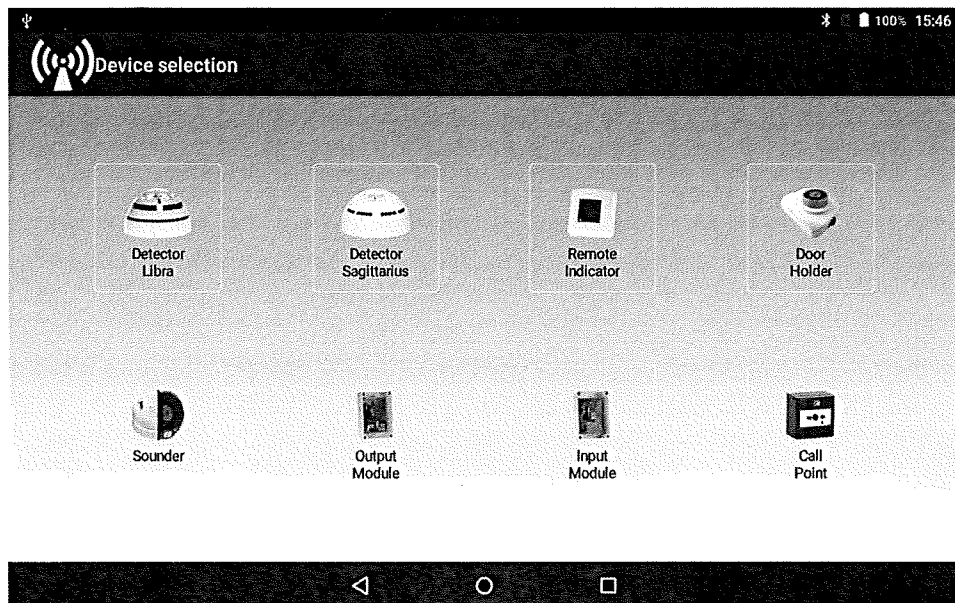 100% 15:46
Device selection
Detector
Libra
Detector
Sagittarius
Remote
Indicator
Door
Holder
Sounder
Output
Module
Input
Module
Call
Point